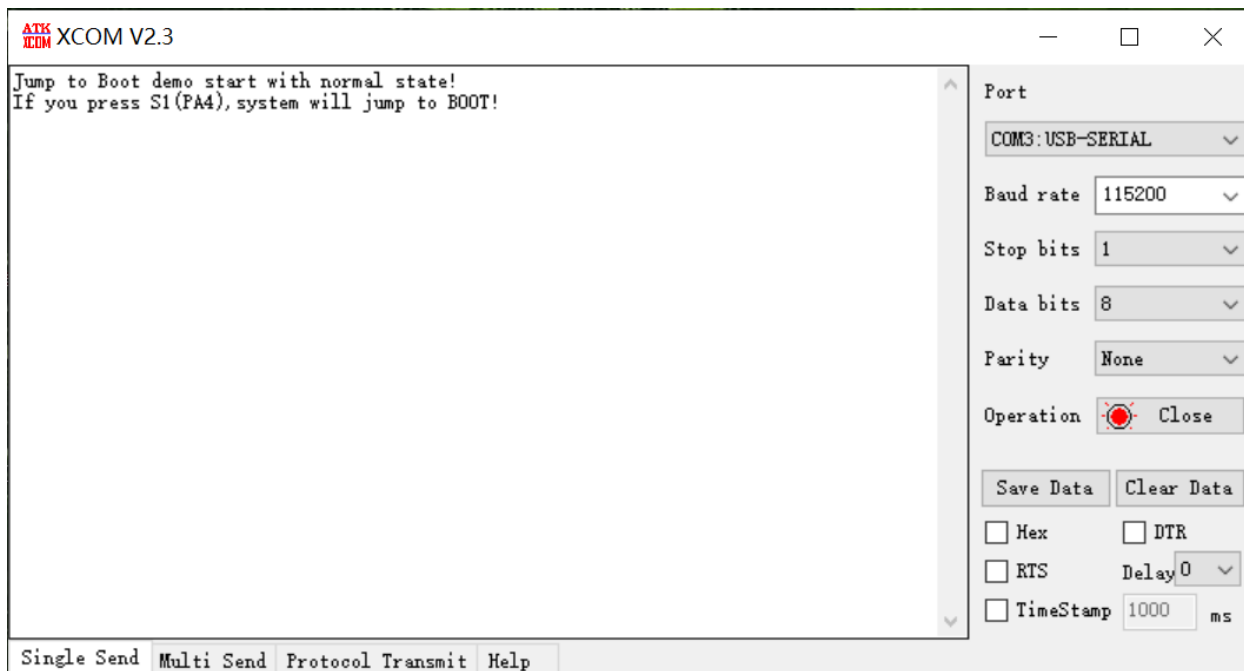 ATK
XCOM
XCOM V2.3
Jump to Boot demo start with normal state!
If you press S1(PA4),system will jump to BOOT!
Port
COM3:USB-SERIAL
Baud rate 115200
Stop bits 1
Data bits 8
Parity None
Operation Close
Save Data Clear Data
Hex DTR
RTS Delay 0
TimeStamp 1000 ms
Single Send Multi Send Protocol Transmit Help